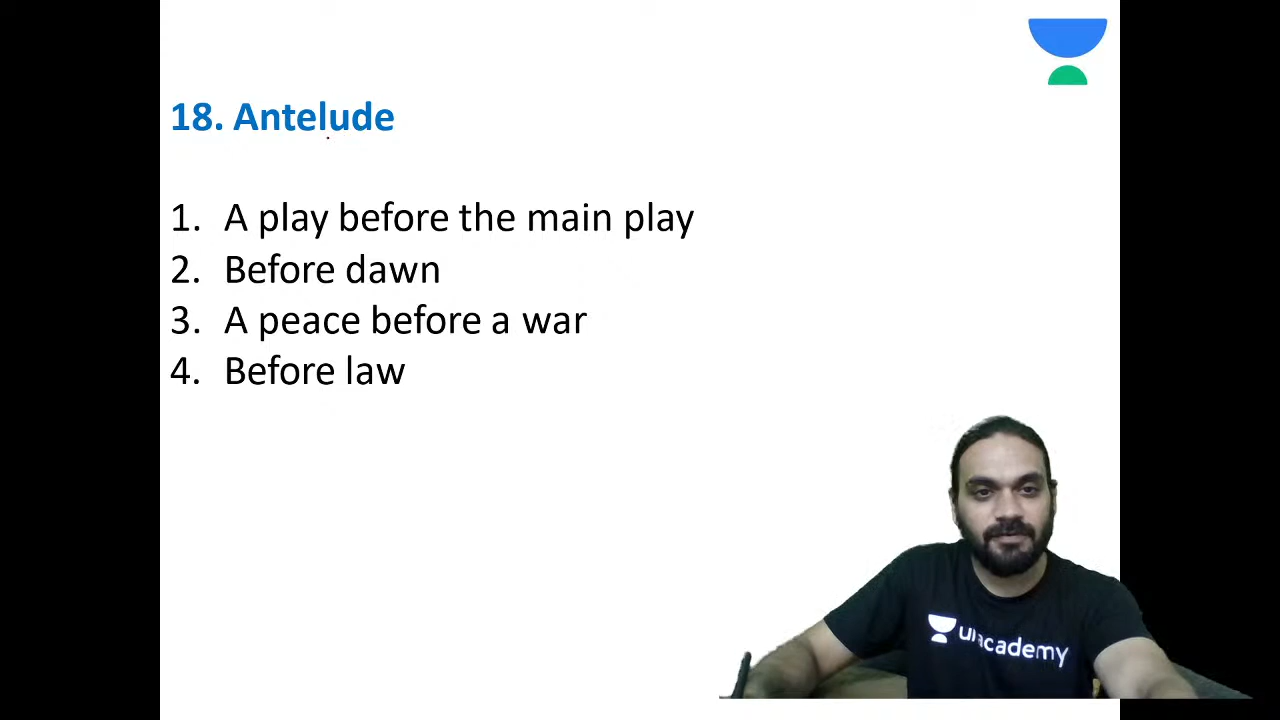 18. Antelude
1. A play before the main play
2. Before dawn
3. A peace before a war
4. Before law
unacademy